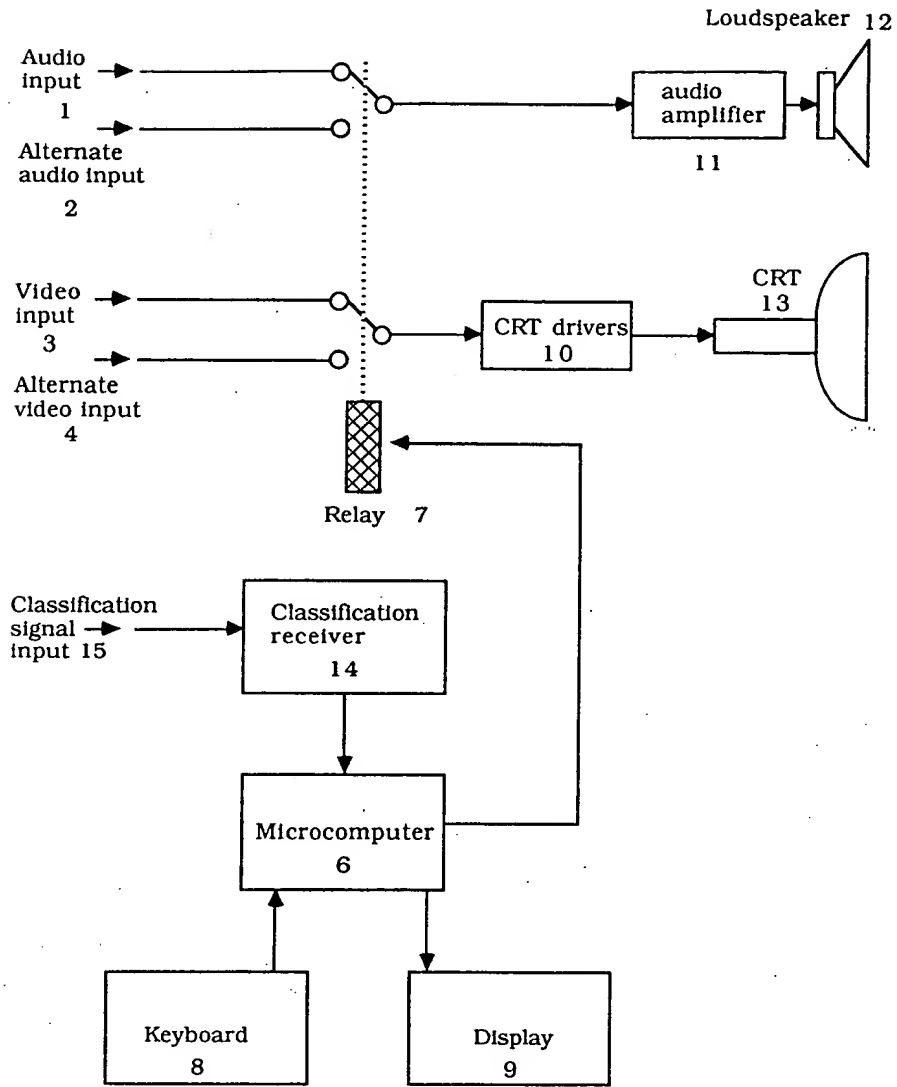 Loudspeaker 12
Audio
input
1
Alternate
audio input
2
audio
amplifier
11
Video
input
3
Alternate
video input
4
CRT drivers
10
CRT
13
Relay 7
Classification
signal
input 15
Classification
receiver
14
Microcomputer
6
Keyboard
8
Display
9